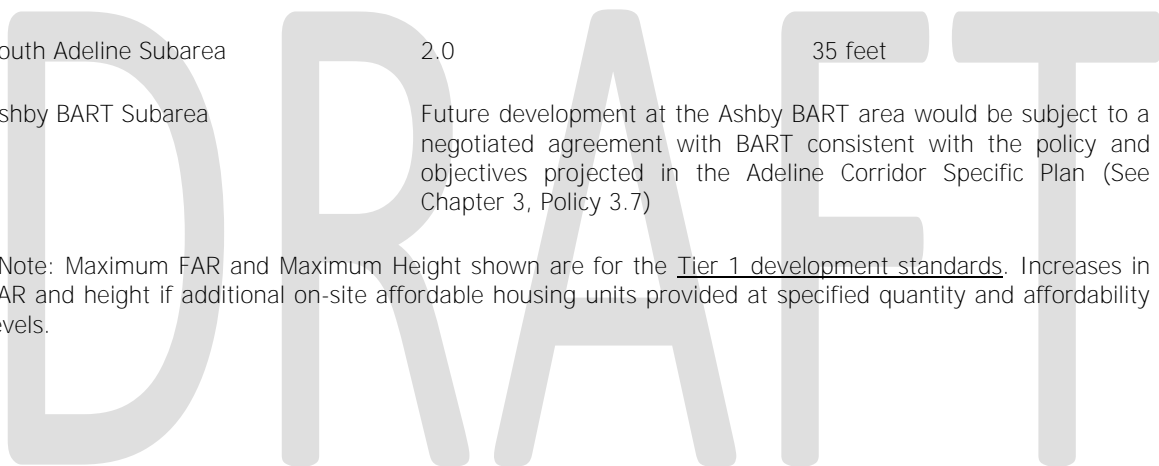 outh Adeline Subarea 2.0 35 feet
shby BART Subarea Future development at the Ashby BART area would be subject to a
negotiated agreement with BART consistent with the policy and
objectives projected in the Adeline Corridor Specific Plan (See
Chapter 3, Policy 3.7)
Note: Maximum FAR and Maximum Height shown are for the Tier 1 development standards. Increases in
AR and height if additional on-site affordable housing units provided at specified quantity and affordability
evels.
DRAFT